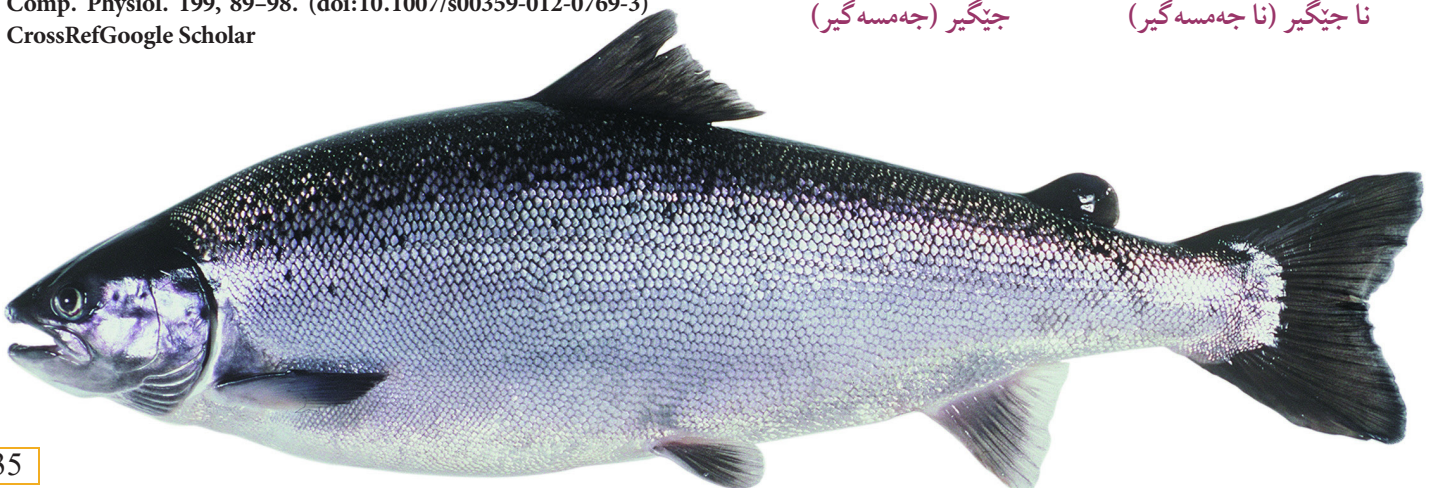 Comp. Physiol. 199, 89–98. (doi:10.1007/s00359-012-0769-3)
CrossRefGoogle Scholar
نا جێگیر (نا جەمسەگیر)
جێگیر (جەمسەگیر)
35